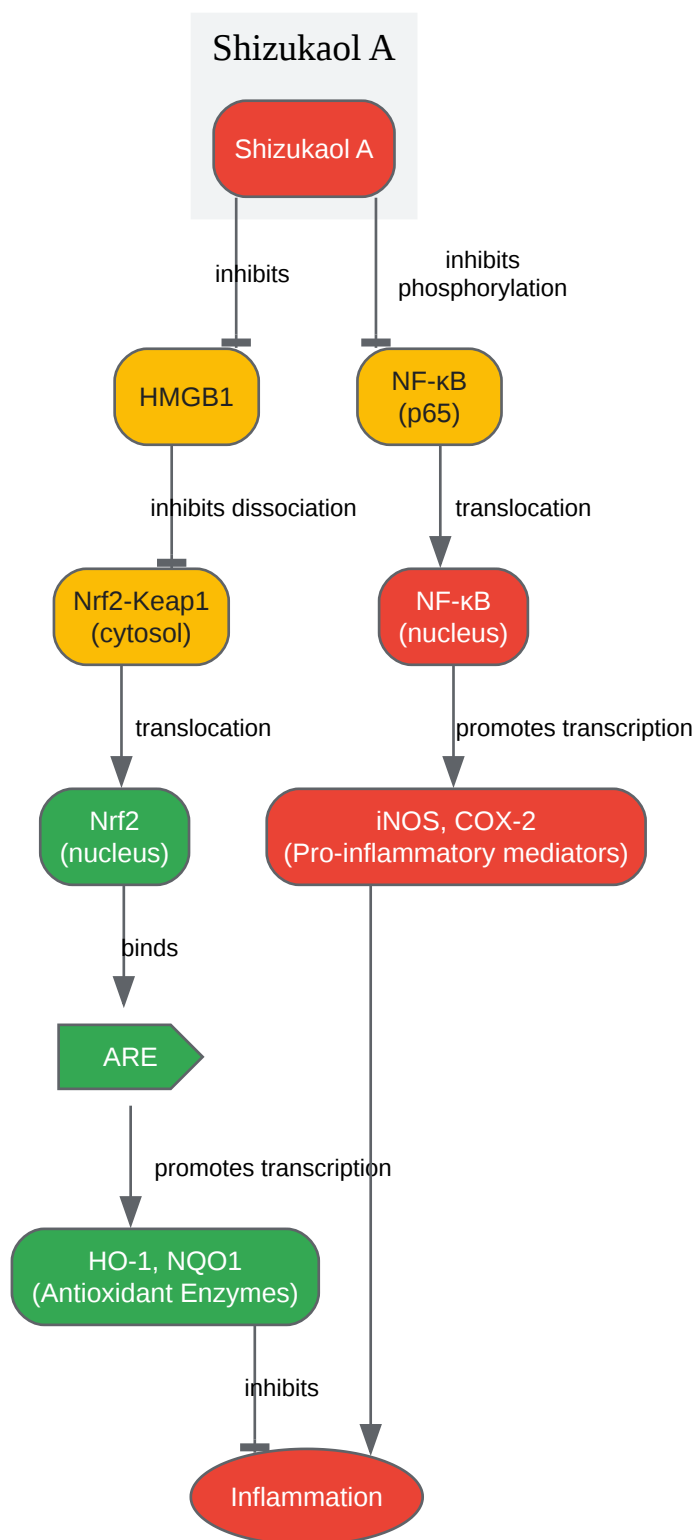 Shizukaol A
Shizukaol A
inhibits
inhibits
phosphorylation
HMGB1
NF-κB
(p65)
inhibits dissociation
translocation
Nrf2-Keap1
(cytosol)
NF-κB
(nucleus)
translocation
promotes transcription
Nrf2
(nucleus)
iNOS, COX-2
(Pro-inflammatory mediators)
binds
ARE
promotes transcription
HO-1, NQO1
(Antioxidant Enzymes)
inhibits
Inflammation